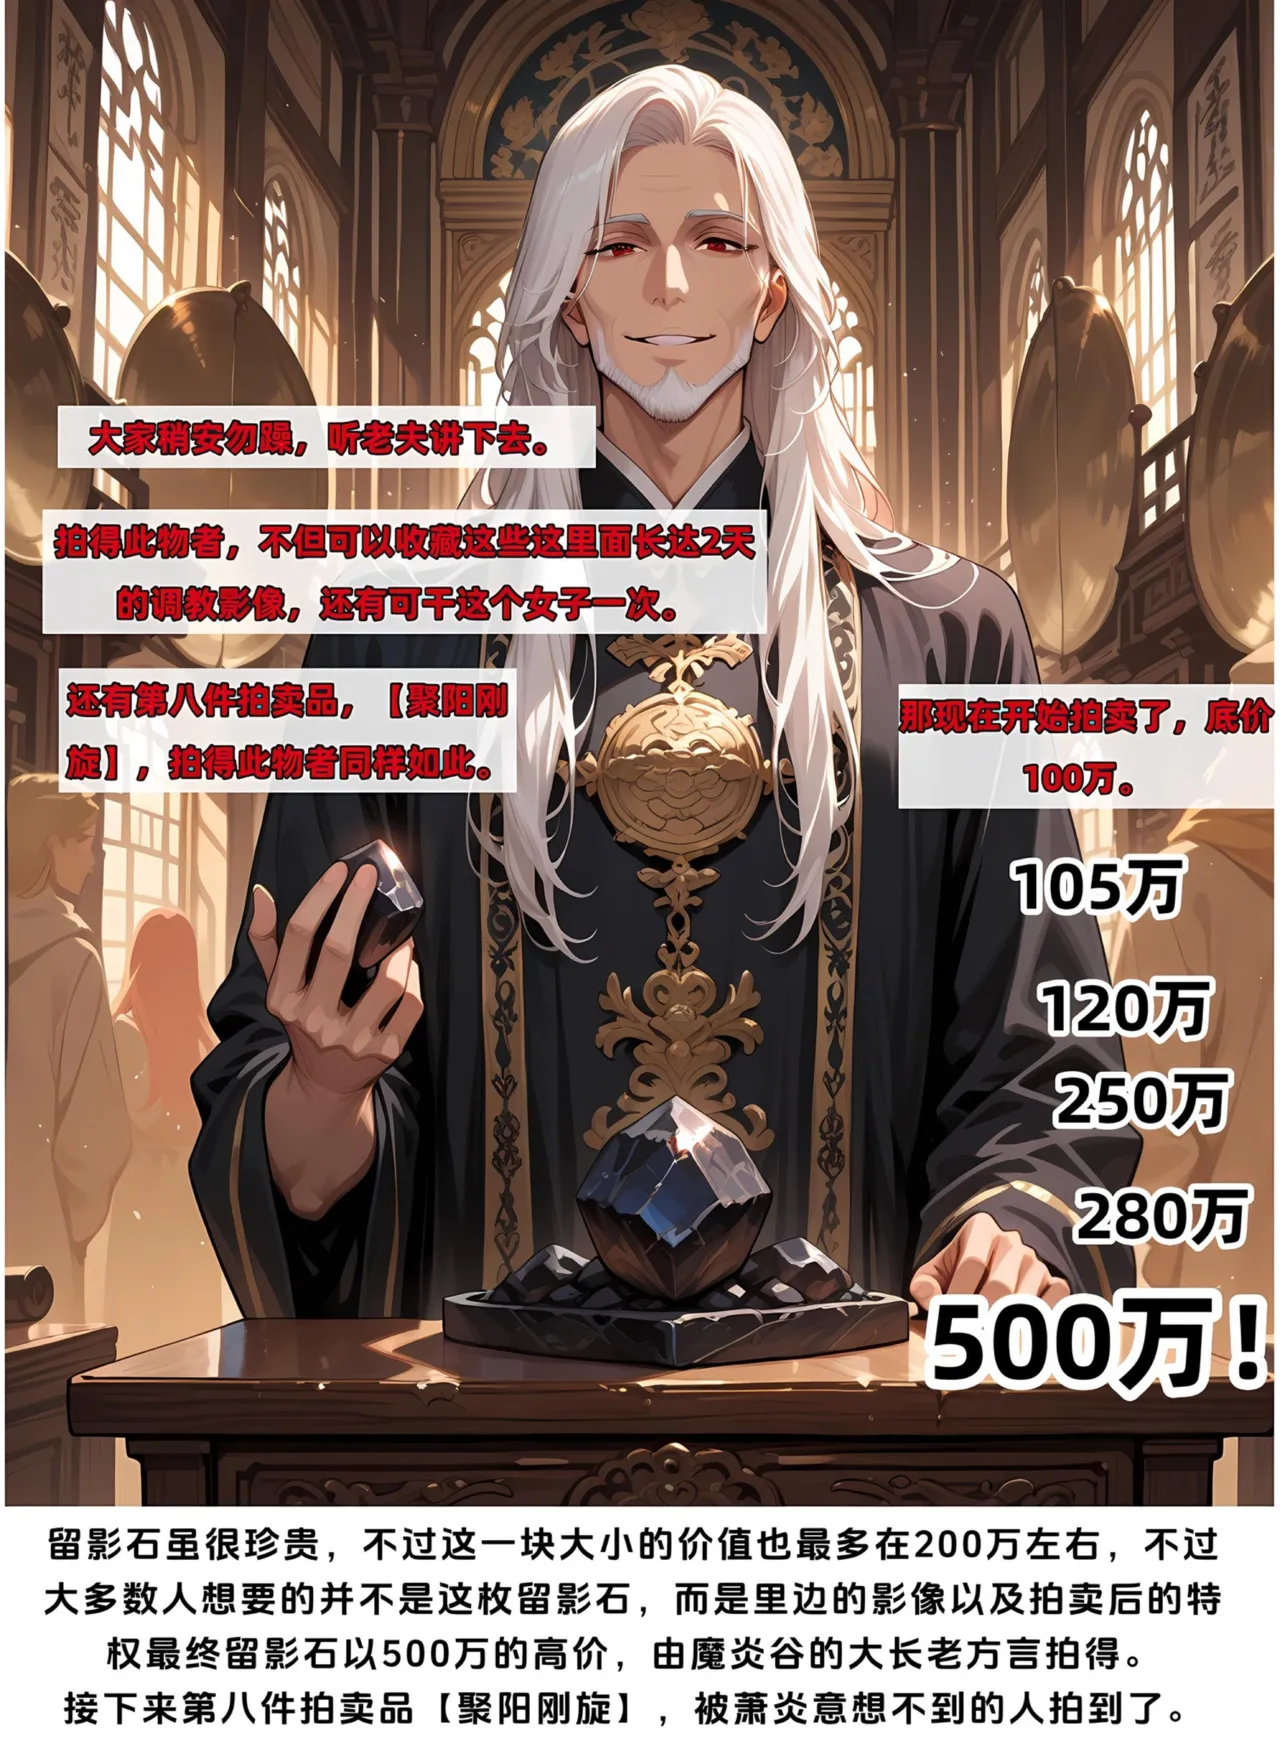 大家稍安勿躁，听老夫讲下去。
拍得此物者，不但可以收藏这些这里面长达2天
的调教影像，还有可干这个女子一次。
还有第八件拍卖品，【聚阳刚
旋】，拍得此物者同样如此。
那现在开始拍卖了，底价
100万。
105万
120万
250万
280万
500万！
留影石虽很珍贵，不过这一块大小的价值也最多在200万左右，不过
大多数人想要的并不是这枚留影石，而是里边的影像以及拍卖后的特
权最终留影石以500万的高价，由魔炎谷的大长老方言拍得。
接下来第八件拍卖品【聚阳刚旋】，被萧炎意想不到的人拍到了。